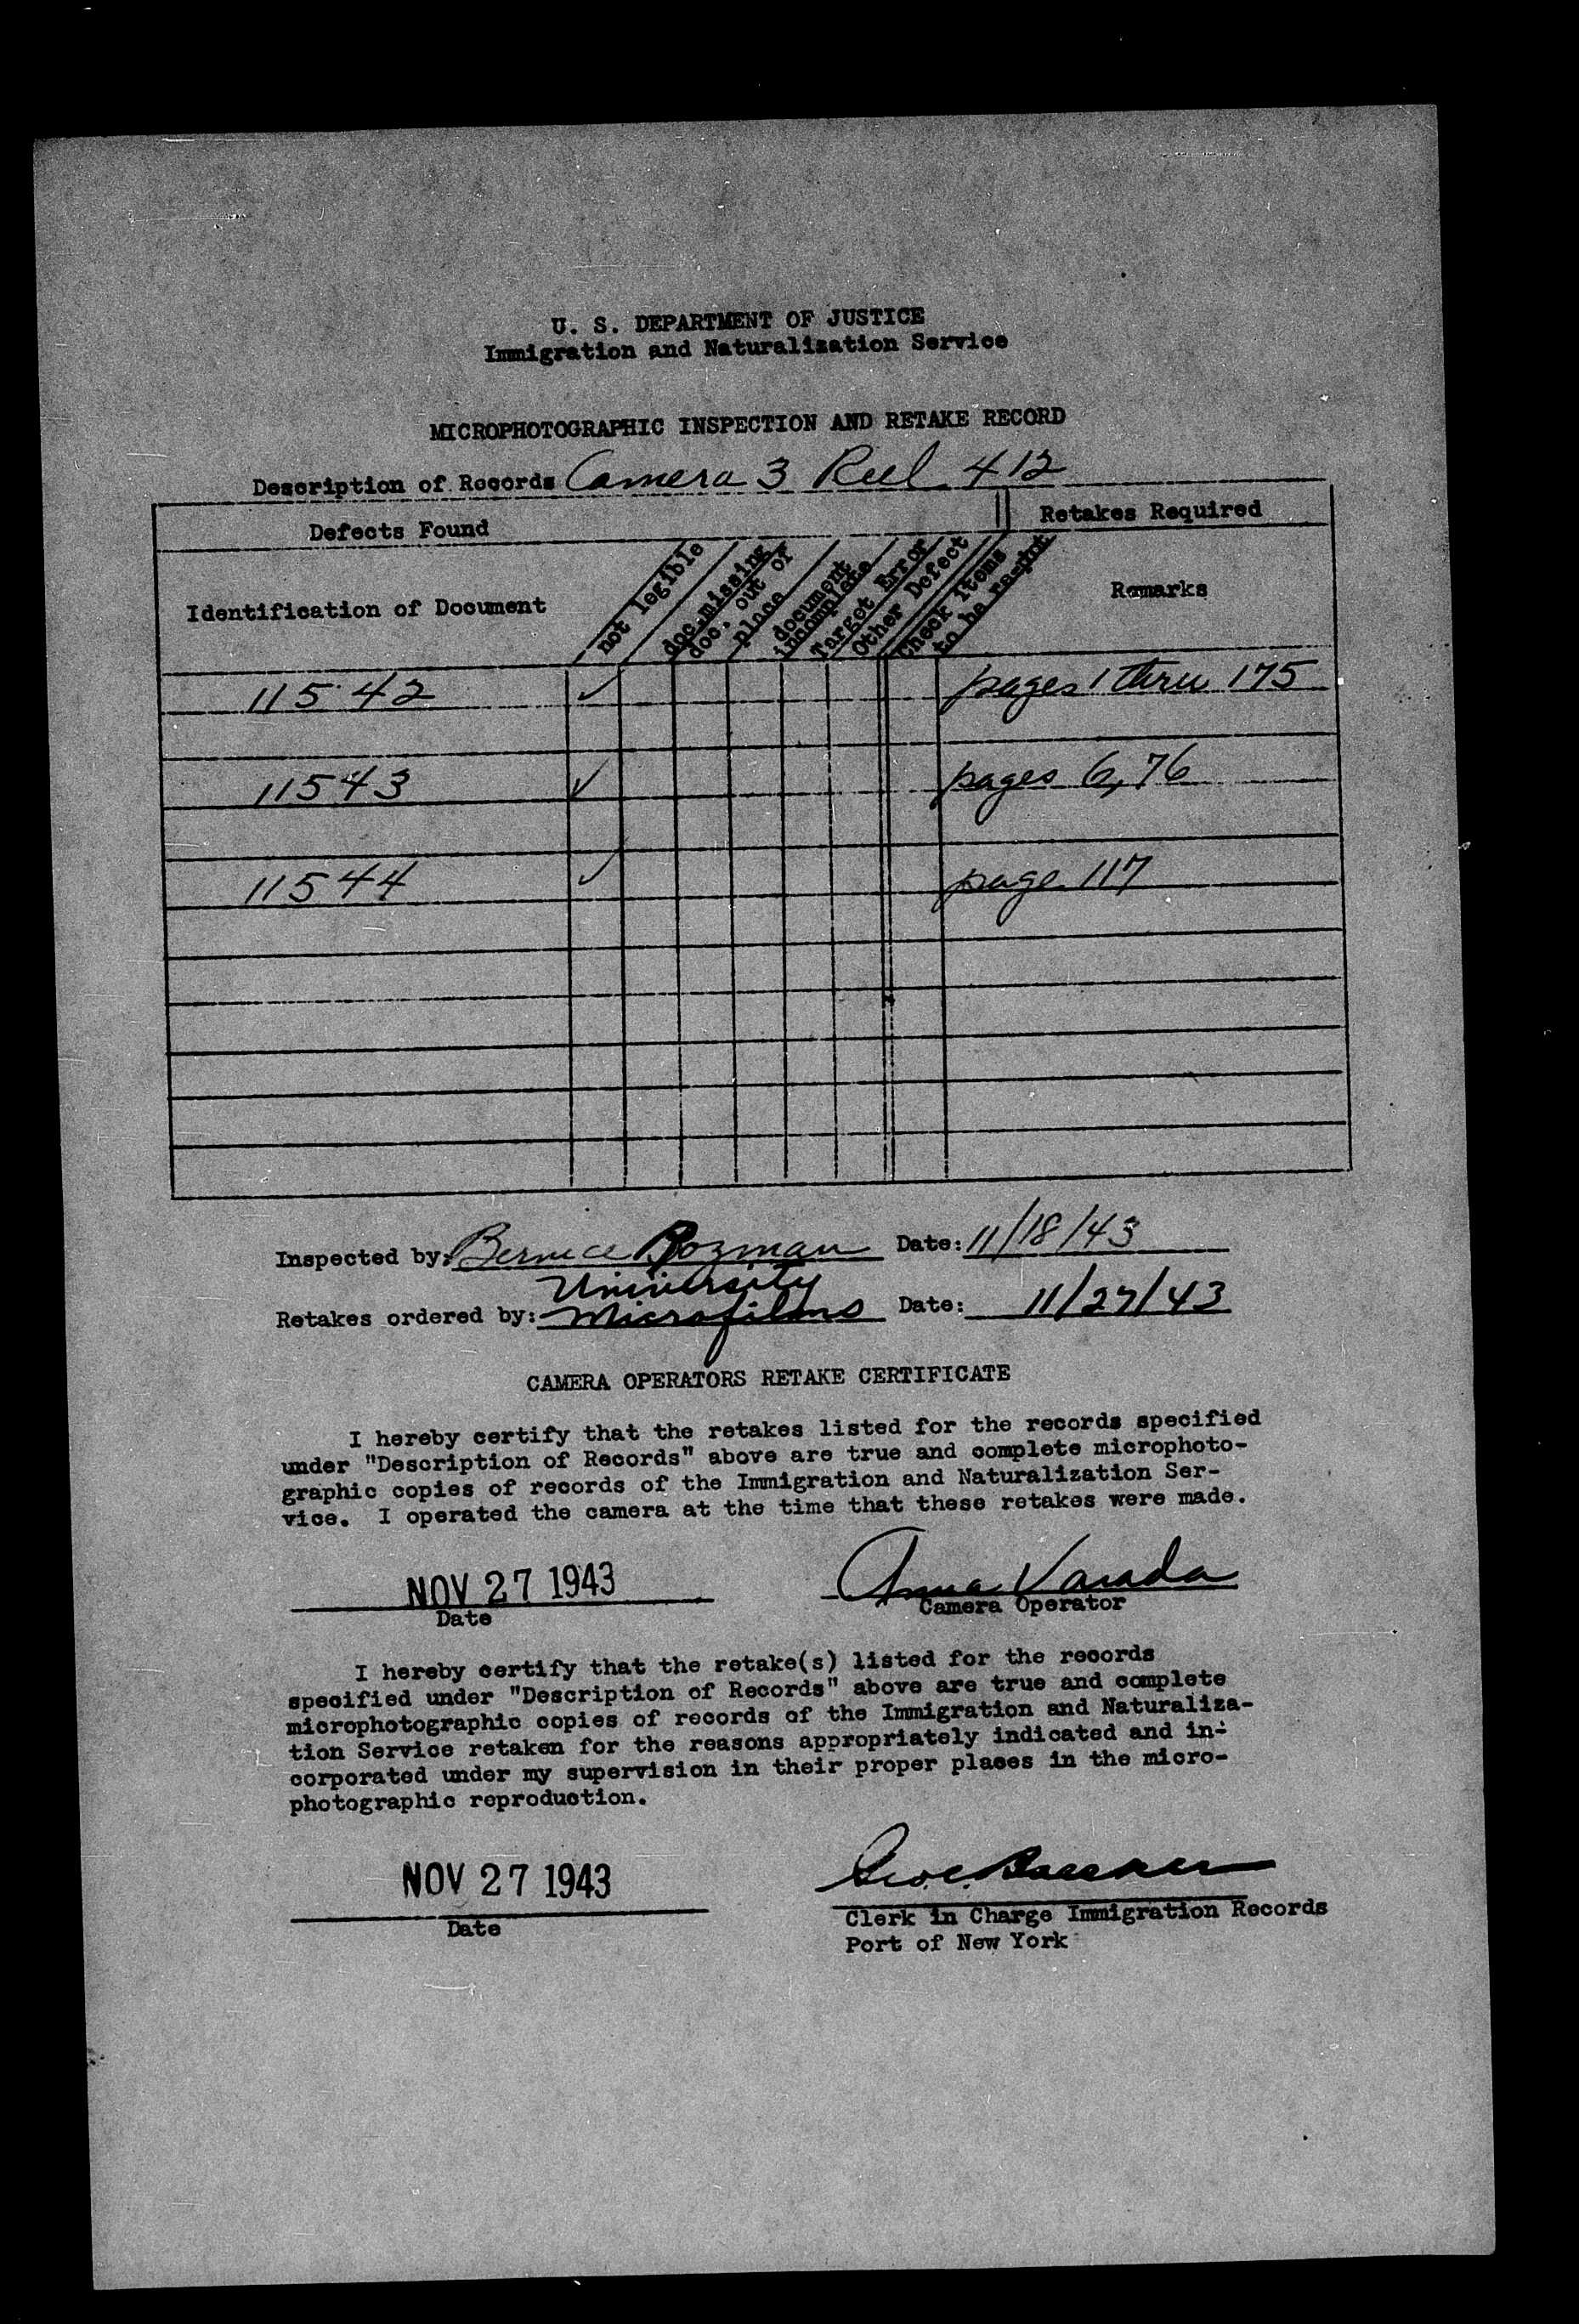 U. S. DEPARTMENT OF JUSTICE
Immigration and Naturalization Service
MICROPHOTOGRAPHIC INSPECTION AND RETAKE RECORD
Description of Records Camera 3 Reel 412
Defects Found
Retakes Required
Identification of Document
not legible
doc. missing
doc. out of
place
document
incomplete
Target Error
Other Defect
Check items
to be
Remarks
11542 ✓ pages 1 thru 175
11543 ✓ pages 6, 76
11544 ✓ page 117
Inspected by: Bernice Rozman Date: 11/18/43
University
Retakes ordered by: Microfilms Date: 11/27/43
CAMERA OPERATORS RETAKE CERTIFICATE
I hereby certify that the retakes listed for the records specified
under "Description of Records" above are true and complete microphoto-
graphic copies of records of the Immigration and Naturalization Ser-
vice. I operated the camera at the time that these retakes were made.
NOV 27 1943 Anna
Date Camera Operator
I hereby certify that the retake(s) listed for the records
specified under "Description of Records" above are true and complete
microphotographic copies of records of the Immigration and Naturaliza-
tion Service retaken for the reasons appropriately indicated and in-
corporated under my supervision in their proper places in the micro-
photographic reproduction.
NOV 27 1943
Date
Clerk in Charge Immigration Records
Port of New York